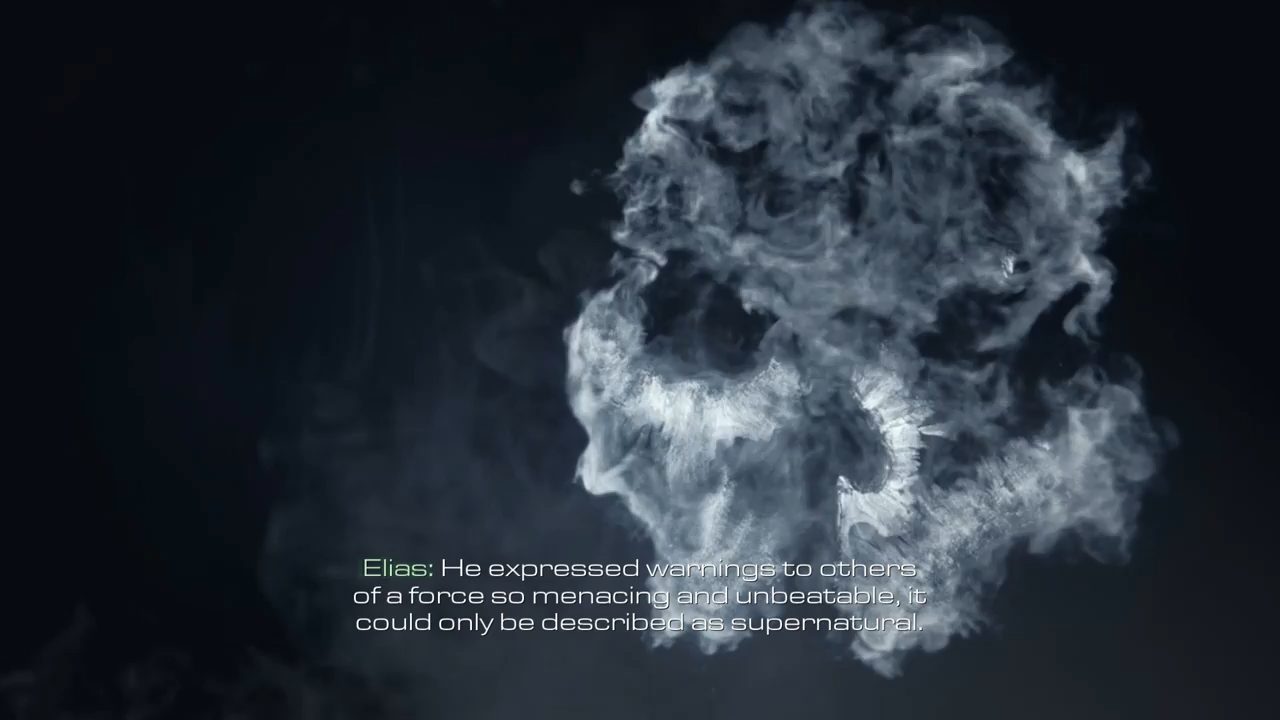 Elias: He expressed warnings to others
of a force so menacing and unbeatable, it
could only be described as supernatural.